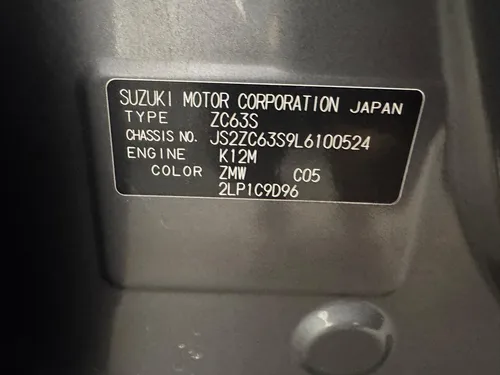 SUZUKI MOTOR CORPORATION JAPAN
TYPE ZC63S
CHASSIS NO. JS2ZC63S9L6100524
ENGINE K12M
COLOR ZMW C05
2LP1C9D96